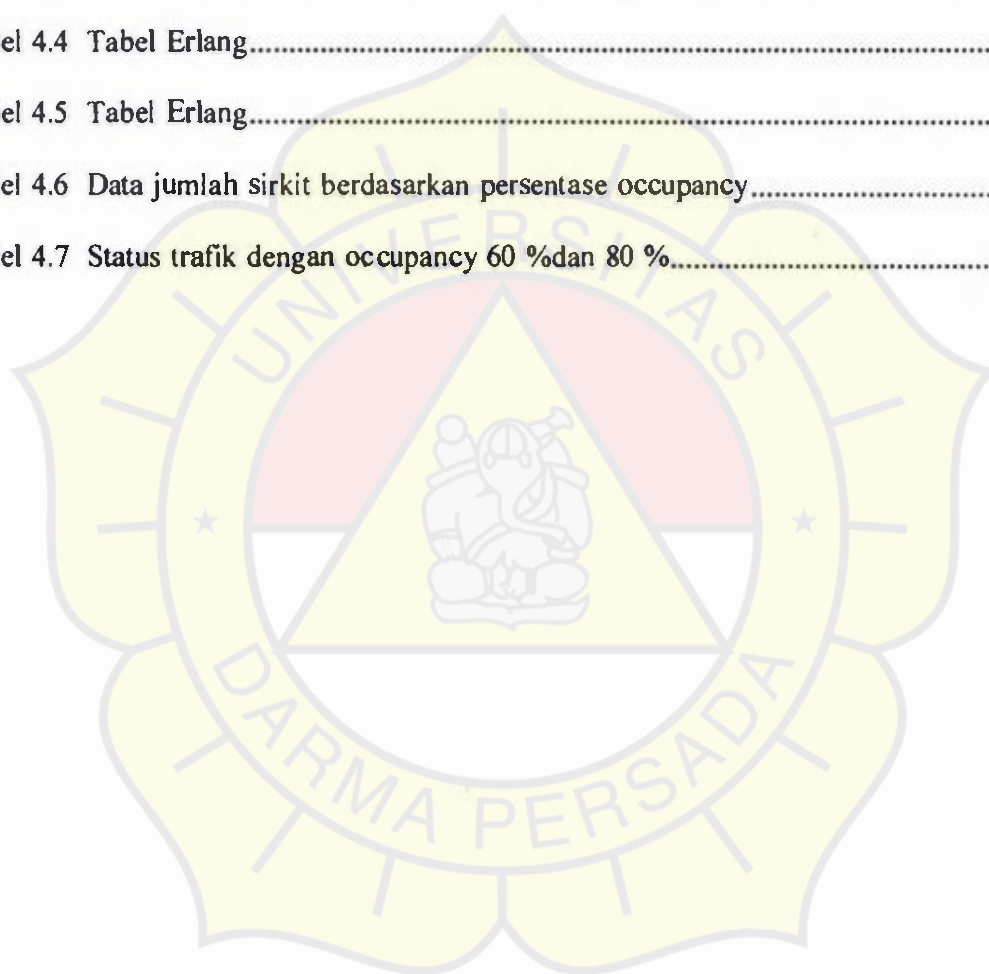 el 4.4 Tabel Erlang
el 4.5 Tabel Erlang
el 4.6 Data jumlah sirkit berdasarkan persentase occupancy
el 4.7 Status trafik dengan occupancy 60 %dan 80 %
UNIVERSITAS
DARMA PERSADA